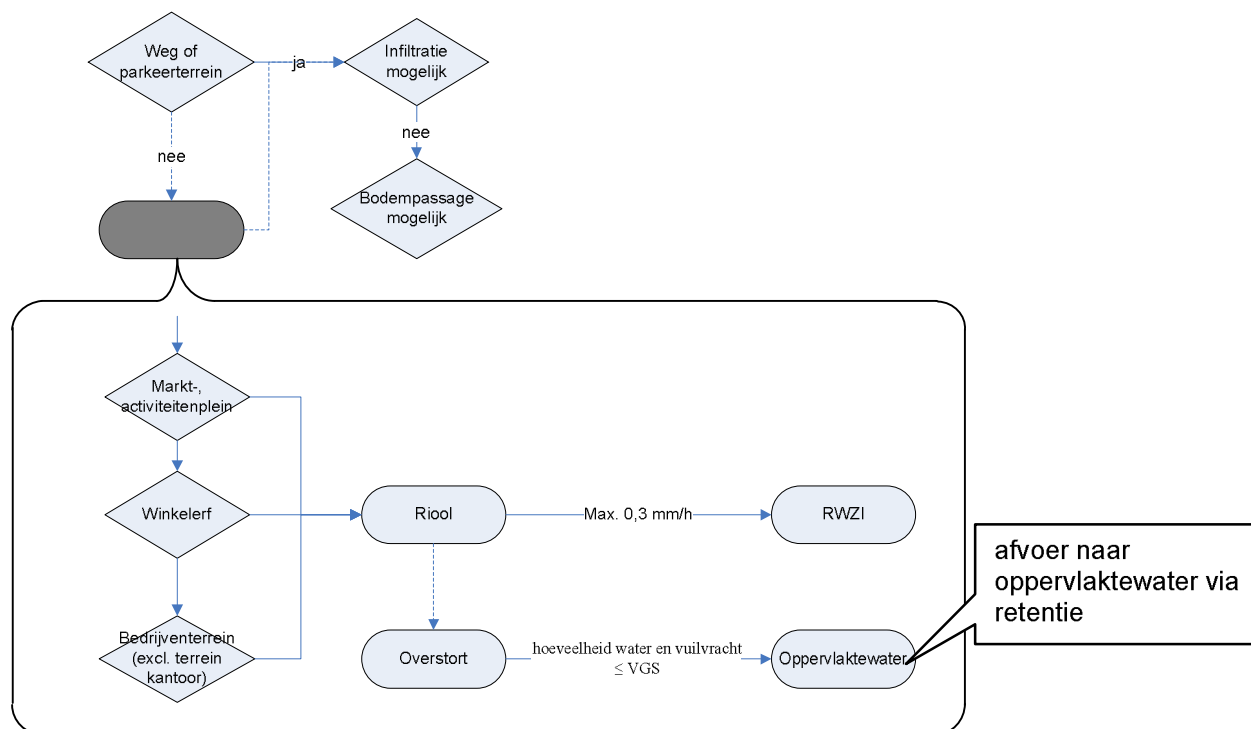 Weg of
parkeerterrein
ja
Infiltratie
mogelijk
nee
nee
Bodempassage
mogelijk
Markt-,
activiteitenplein
Winkelerf
Riool
Max. 0,3 mm/h
RWZI
afvoer naar
oppervlaktewater via
retentie
Bedrijventerrein
(excl. terrein
kantoor)
Overstort
hoeveelheid water en vuilvracht
≤ VGS
Oppervlaktewater